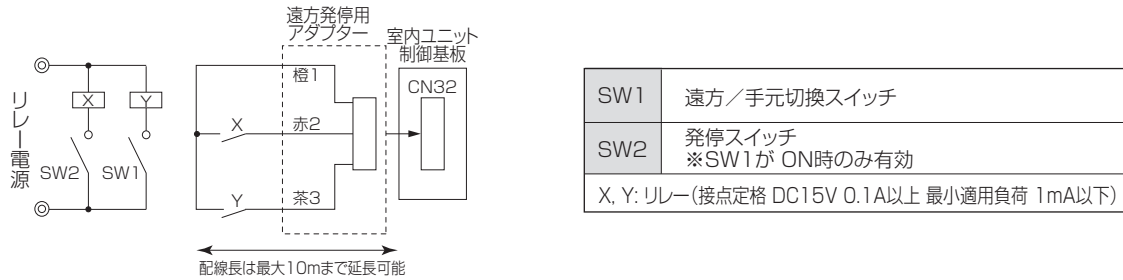 遠方発停用
アダプター
室内ユニット
制御基板
橙1
CN32
X
Y
X
赤2
リレー電源
SW2
SW1
Y
茶3
配線長は最大10mまで延長可能
SW1
遠方／手元切換スイッチ
SW2
発停スイッチ
※SW1が ON時のみ有効
X, Y: リレー(接点定格 DC15V 0.1A以上 最小適用負荷 1mA以下)